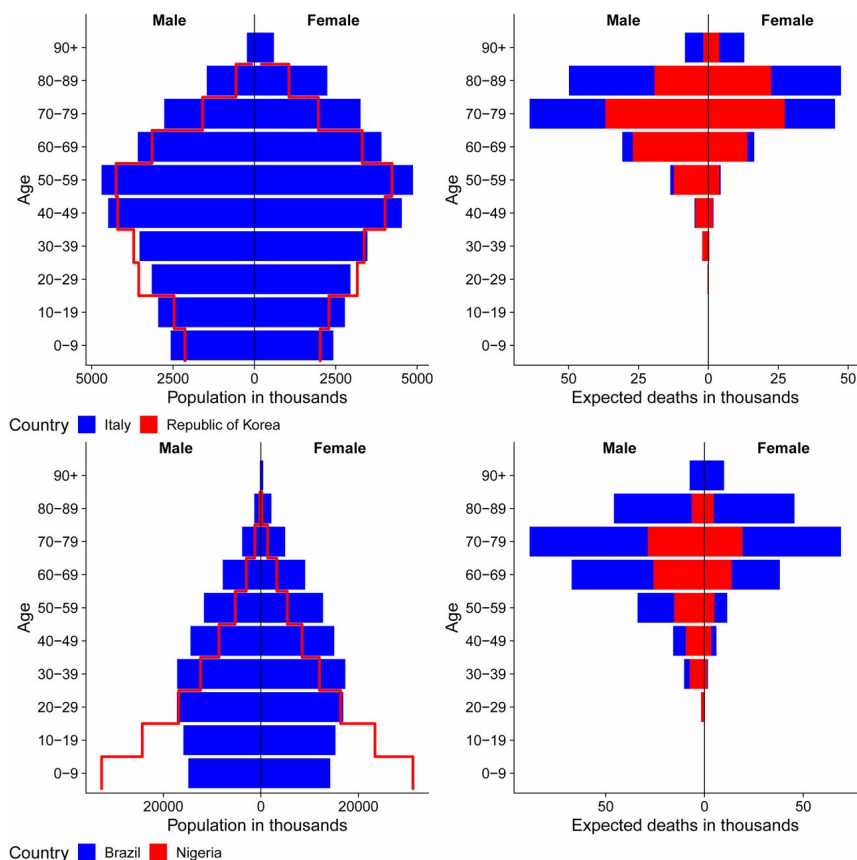 Male Female
90+
80−89
70−79
60−69
50−59
40−49
30−39
20−29
10−19
0−9
Age
5000 2500 0 2500 5000
Population in thousands
Male Female
90+
80−89
70−79
60−69
50−59
40−49
30−39
20−29
10−19
0−9
Age
50 25 0 25 50
Expected deaths in thousands
Country Italy Republic of Korea
Male Female
90+
80−89
70−79
60−69
50−59
40−49
30−39
20−29
10−19
0−9
Age
20000 0 20000
Population in thousands
Male Female
90+
80−89
70−79
60−69
50−59
40−49
30−39
20−29
10−19
0−9
Age
50 0 50
Expected deaths in thousands
Country Brazil Nigeria